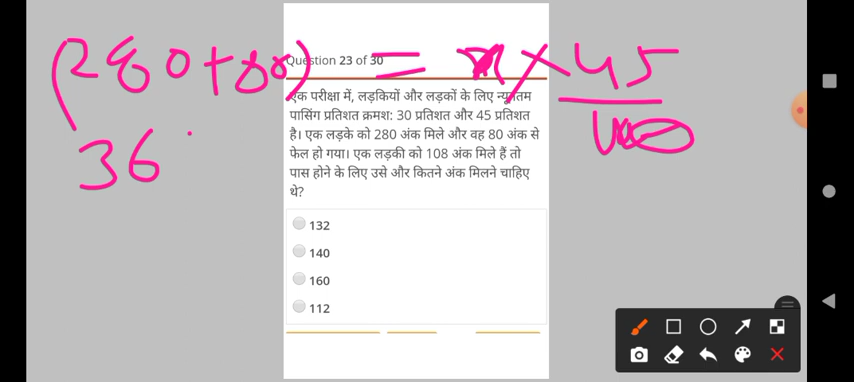 (280+80) = x × 45
100
36
Question 23 of 30
एक परीक्षा में, लड़कियों और लड़कों के लिए न्यूनतम
पासिंग प्रतिशत क्रमश: 30 प्रतिशत और 45 प्रतिशत
है। एक लड़के को 280 अंक मिले और वह 80 अंक से
फेल हो गया। एक लड़की को 108 अंक मिले हैं तो
पास होने के लिए उसे और कितने अंक मिलने चाहिए
थे?
132
140
160
112